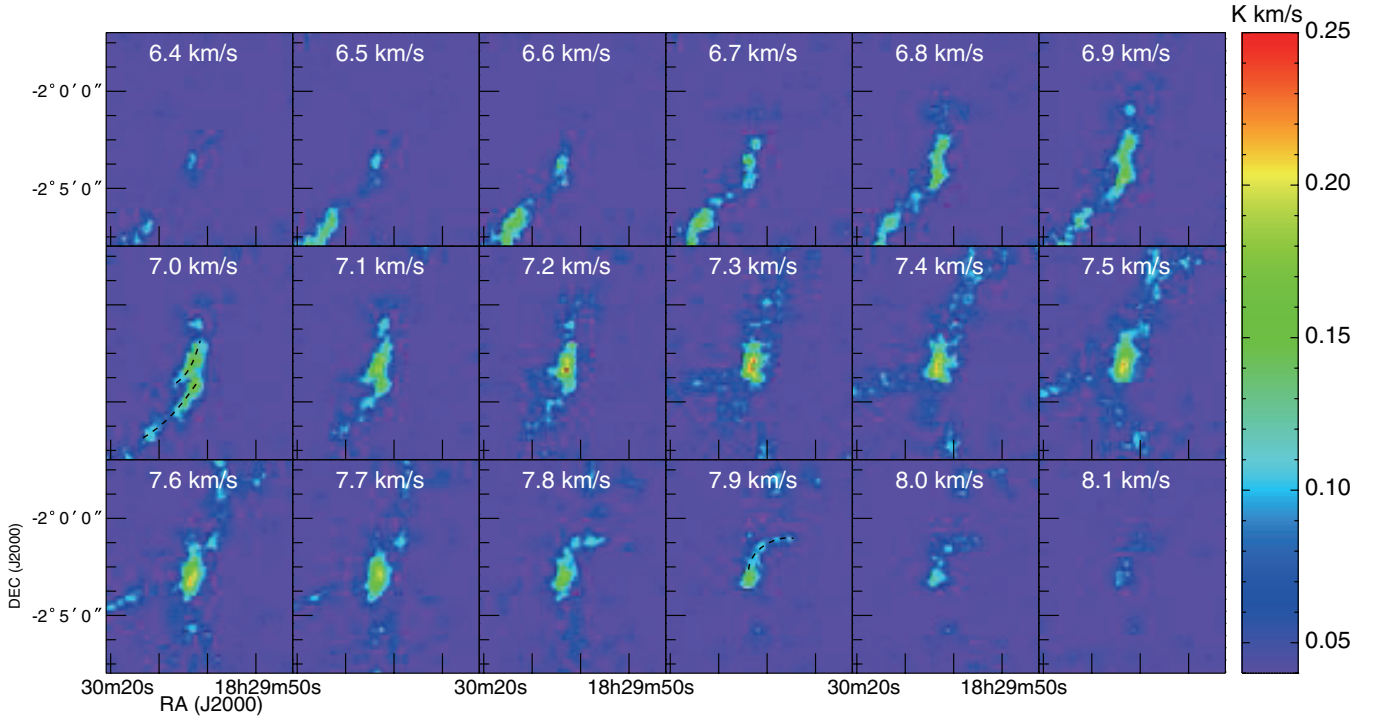 K km/s
6.4 km/s 6.5 km/s 6.6 km/s 6.7 km/s 6.8 km/s 6.9 km/s 0.25
-2°0′0″
-2°5′0″ 0.20
7.0 km/s 7.1 km/s 7.2 km/s 7.3 km/s 7.4 km/s 7.5 km/s
0.15
7.6 km/s 7.7 km/s 7.8 km/s 7.9 km/s 8.0 km/s 8.1 km/s 0.10
-2°0′0″
DEC (J2000)
-2°5′0″
0.05
30m20s 18h29m50s 30m20s 18h29m50s 30m20s 18h29m50s
RA (J2000)